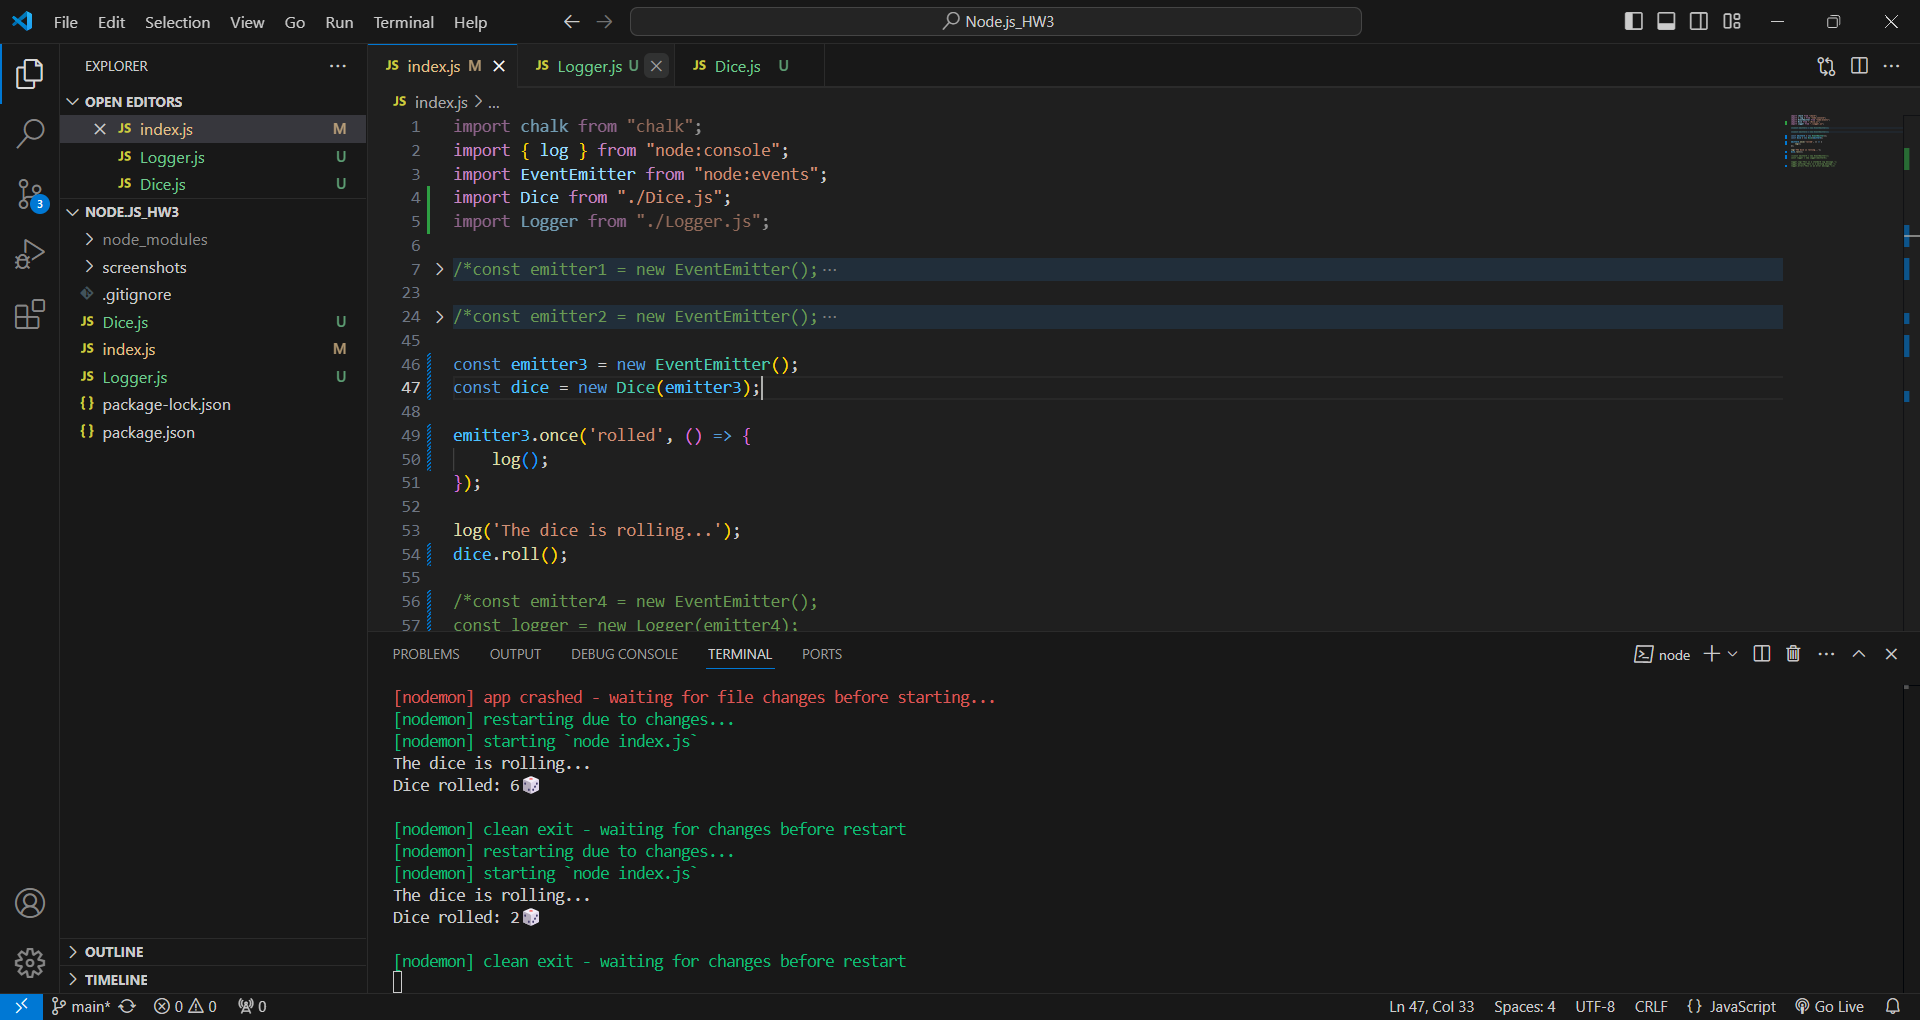 File Edit Selection View Go Run Terminal Help
Node.js_HW3
EXPLORER
OPEN EDITORS
JS index.js M
JS Logger.js U
JS Dice.js U
NODE.JS_HW3
node_modules
screenshots
.gitignore
JS Dice.js U
JS index.js M
JS Logger.js U
{} package-lock.json
{} package.json
OUTLINE
TIMELINE
3
JS index.js M
JS Logger.js U
JS Dice.js U
JS index.js > ...
1 import chalk from "chalk";
2 import { log } from "node:console";
3 import EventEmitter from "node:events";
4 import Dice from "./Dice.js";
5 import Logger from "./Logger.js";
6
7 /*const emitter1 = new EventEmitter();...
23
24 /*const emitter2 = new EventEmitter();...
45
46 const emitter3 = new EventEmitter();
47 const dice = new Dice(emitter3);
48
49 emitter3.once('rolled', () => {
50 log();
51 });
52
53 log('The dice is rolling...');
54 dice.roll();
55
56 /*const emitter4 = new EventEmitter();
57 const logger = new Logger(emitter4);
PROBLEMS OUTPUT DEBUG CONSOLE TERMINAL PORTS
node
[nodemon] app crashed - waiting for file changes before starting...
[nodemon] restarting due to changes...
[nodemon] starting `node index.js`
The dice is rolling...
Dice rolled: 6🎲
[nodemon] clean exit - waiting for changes before restart
[nodemon] restarting due to changes...
[nodemon] starting `node index.js`
The dice is rolling...
Dice rolled: 2🎲
[nodemon] clean exit - waiting for changes before restart
main* 0 0 0
Ln 47, Col 33 Spaces: 4 UTF-8 CRLF {} JavaScript Go Live